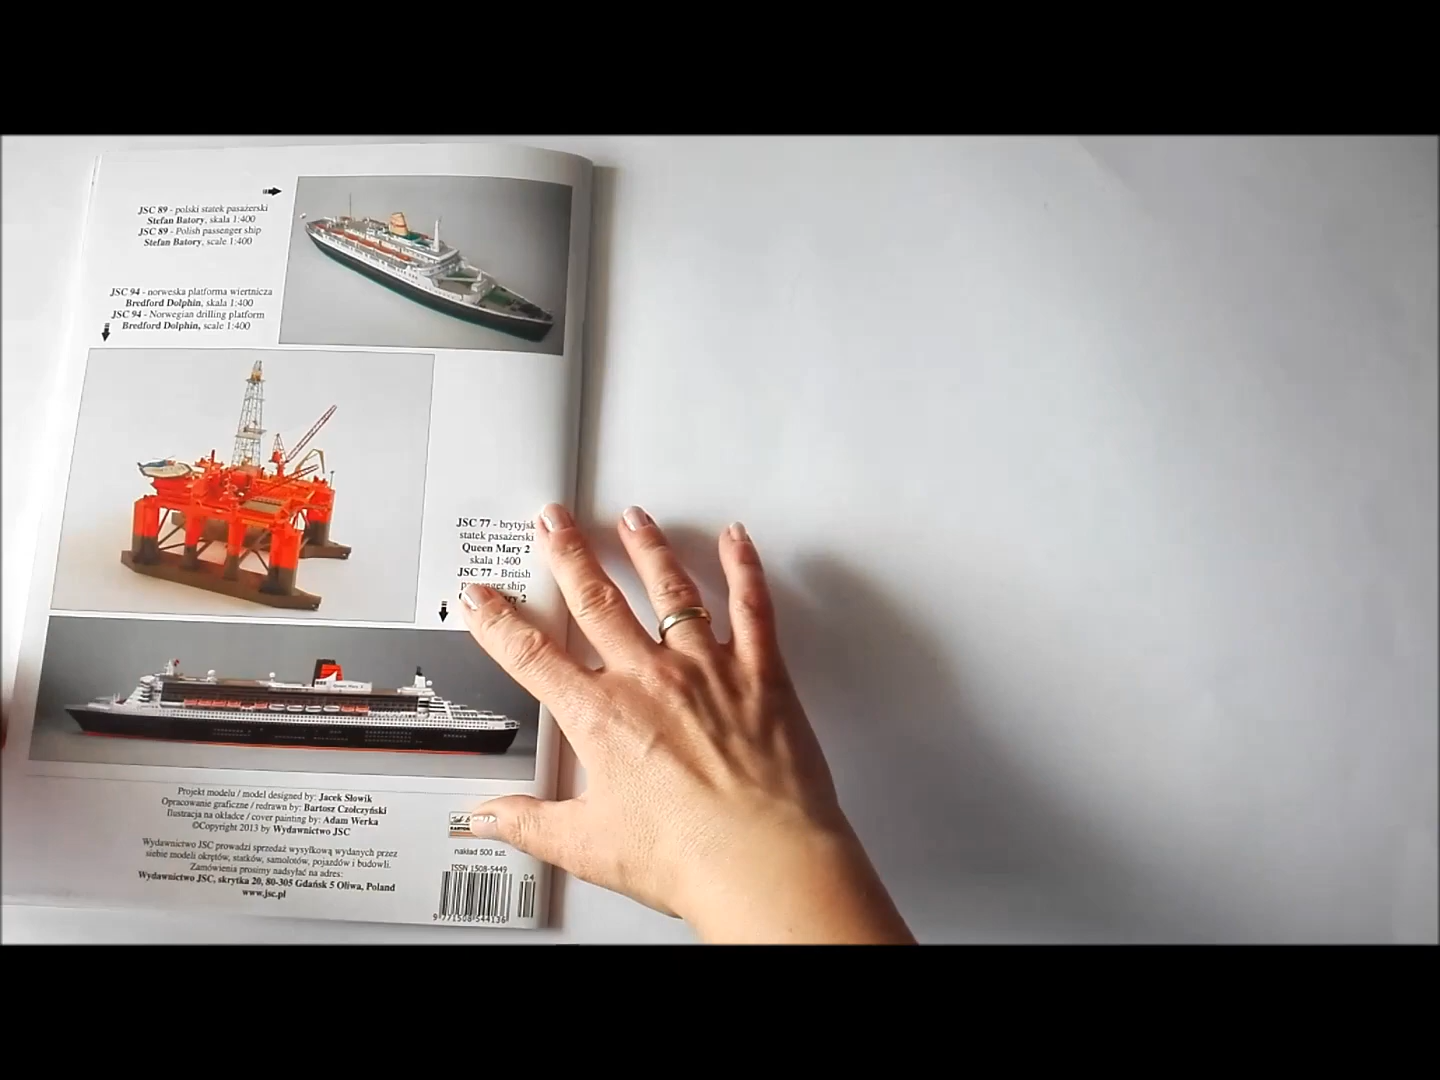 JSC 89 - polski statek pasażerski
Stefan Batory, skala 1:400
JSC 89 - Polish passenger ship
Stefan Batory, scale 1:400
JSC 94 - norweska platforma wiertnicza
Bredford Dolphin, skala 1:400
JSC 94 - Norwegian drilling platform
Bredford Dolphin, scale 1:400
JSC 77 - brytyjsk
statek pasażerski
Queen Mary 2
skala 1:400
JSC 77 - British
ship
2
Projekt modelu / model designed by: Jacek Słowik
Opracowanie graficzne / redrawn by: Bartosz Czołczyński
Ilustracja na okładce / cover painting by: Adam Werka
©Copyright 2013 by Wydawnictwo JSC
Wydawnictwo JSC prowadzi sprzedaż wysyłkową wydanych przez
siebie modeli okrętów, statków, samolotów, pojazdów i budowli.
Zamówienia prosimy nadsyłać na adres:
Wydawnictwo JSC, skrytka 20, 80-305 Gdańsk 5 Oliwa, Poland
www.jsc.pl
nakład 500 szt.
ISSN 1508-5449
04
9 771508 544136